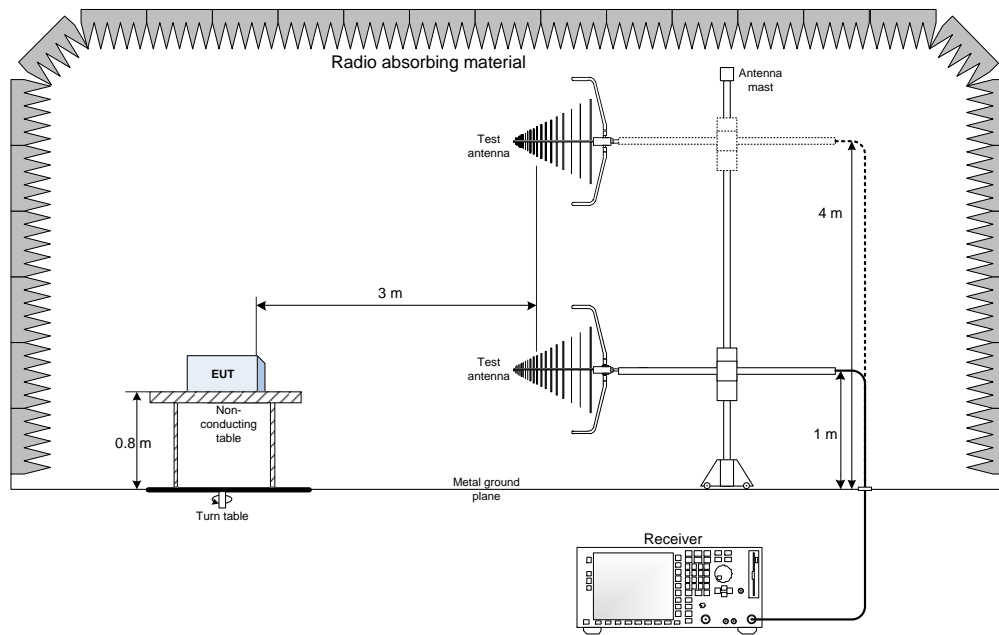 Radio absorbing material
Antenna
mast
Test
antenna
4 m
3 m
Test
antenna
EUT
Non-
conducting
table
0.8 m
1 m
Metal ground
plane
Turn table
Receiver